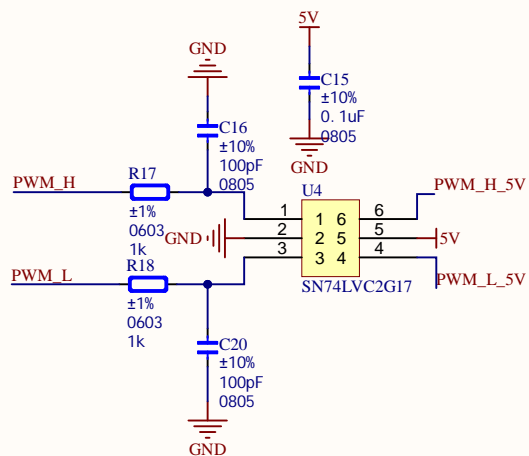 5V
GND
C15
±10%
0.1uF
0805
GND
C16
±10%
100pF
0805
PWM_H
R17
±1%
0603
1k
U4
PWM_H_5V
1 1 6 6
GND 2 2 5 5 5V
3 3 4 4
SN74LVC2G17
PWM_L_5V
PWM_L
R18
±1%
0603
1k
C20
±10%
100pF
0805
GND